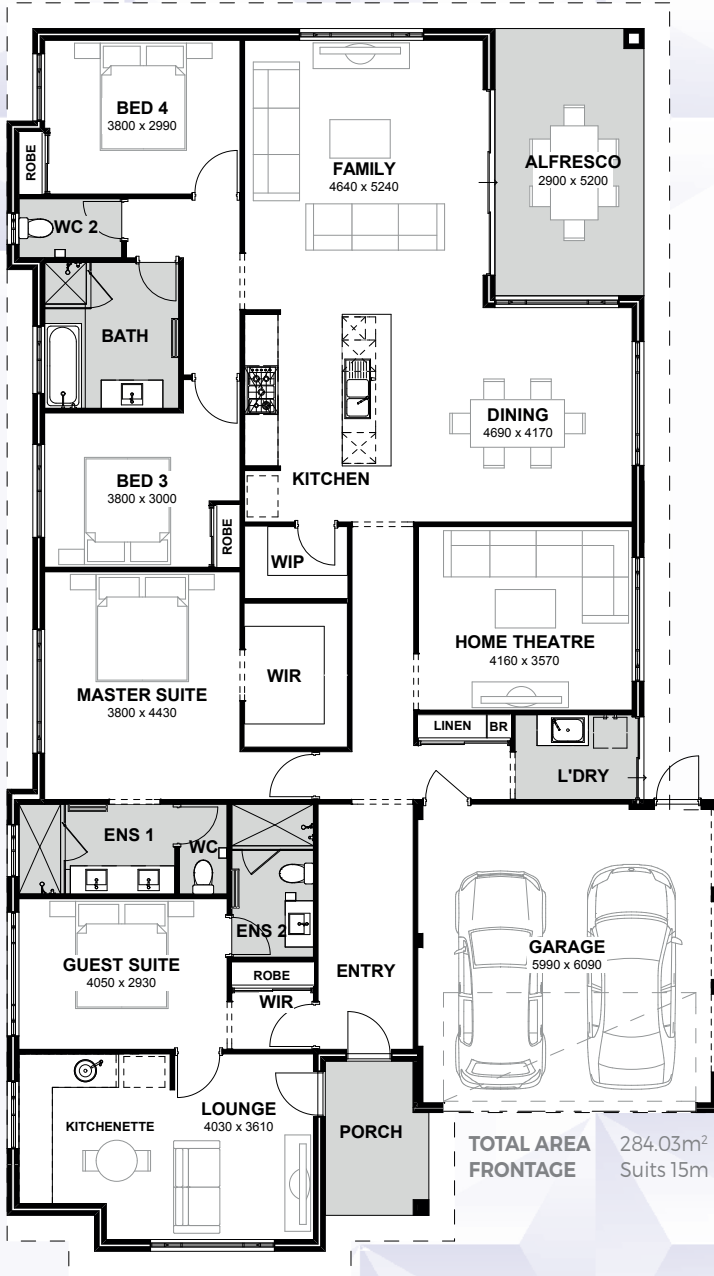 BED 4
3800 x 2990
ROBE
WC 2
BATH
FAMILY
4640 x 5240
ALFRESCO
2900 x 5200
DINING
4690 x 4170
KITCHEN
BED 3
3800 x 3000
ROBE
WIP
HOME THEATRE
4160 x 3570
WIR
MASTER SUITE
3800 x 4430
LINEN
BR
L'DRY
ENS 1
WC
ENS 2
GUEST SUITE
4050 x 2930
ROBE
WIR
ENTRY
GARAGE
5990 x 6090
LOUNGE
4030 x 3610
KITCHENETTE
PORCH
TOTAL AREA 284.03m²
FRONTAGE Suits 15m